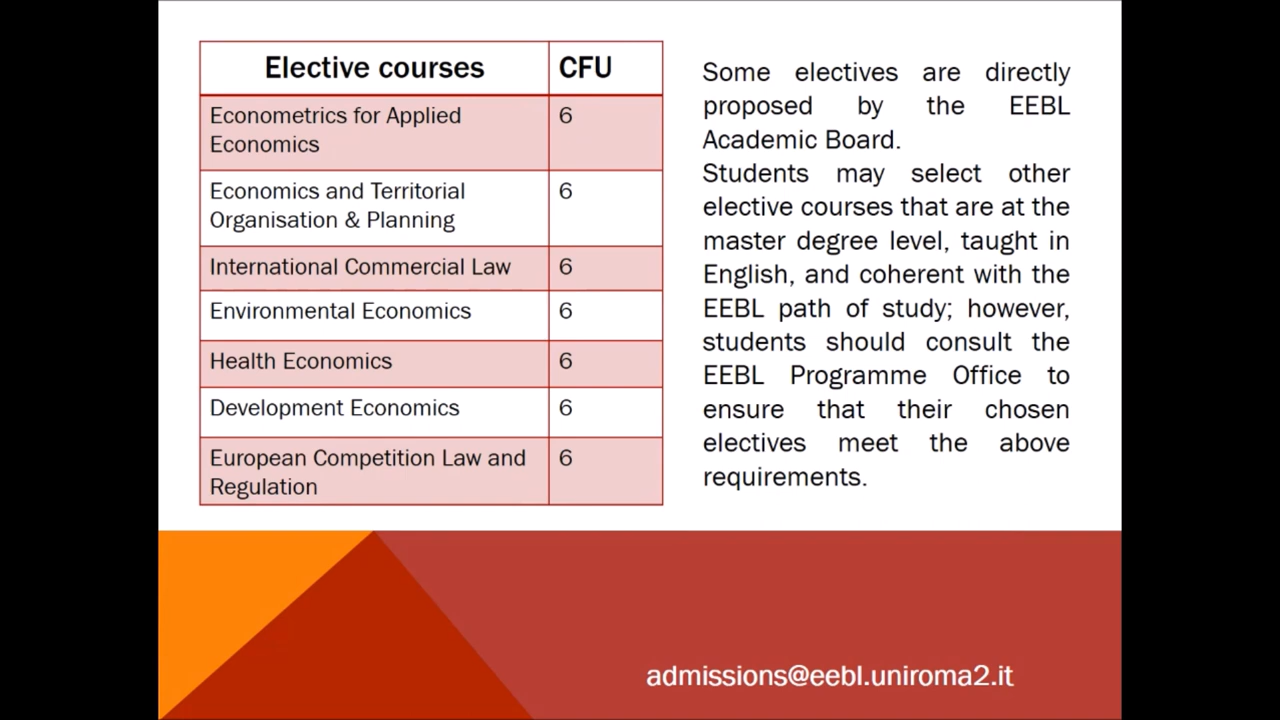 Elective courses
CFU
Econometrics for Applied
Economics
6
Economics and Territorial
Organisation & Planning
6
International Commercial Law
6
Environmental Economics
6
Health Economics
6
Development Economics
6
European Competition Law and
Regulation
6
Some electives are directly
proposed by the EEBL
Academic Board.
Students may select other
elective courses that are at the
master degree level, taught in
English, and coherent with the
EEBL path of study; however,
students should consult the
EEBL Programme Office to
ensure that their chosen
electives meet the above
requirements.
admissions@eebl.uniroma2.it